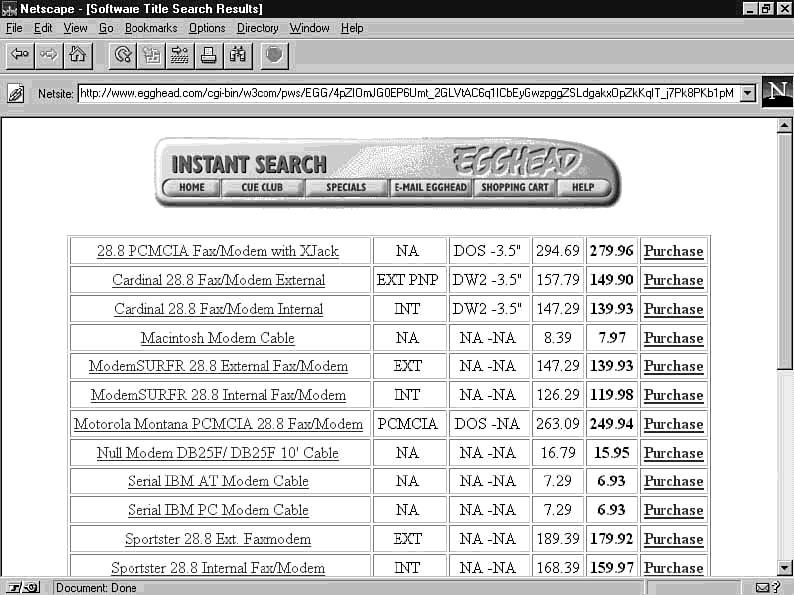 Netscape - [Software Title Search Results]
File Edit View Go Bookmarks Options Directory Window Help
Netsite: http://www.egghead.com/cgi-bin/w3com/pws/EGG/
N
INSTANT SEARCH EGGHEAD
HOME CUE CLUB SPECIALS E-MAIL EGGHEAD SHOPPING CART HELP
28.8 PCMCIA Fax/Modem with XJack NA DOS -3.5" 294.69 279.96 Purchase
Cardinal 28.8 Fax/Modem External EXT PNP DW2 -3.5" 157.79 149.90 Purchase
Cardinal 28.8 Fax/Modem Internal INT DW2 -3.5" 147.29 139.93 Purchase
Macintosh Modem Cable NA NA -NA 8.39 7.97 Purchase
ModemSURFR 28.8 External Fax/Modem EXT NA -NA 147.29 139.93 Purchase
ModemSURFR 28.8 Internal Fax/Modem INT NA -NA 126.29 119.98 Purchase
Motorola Montana PCMCIA 28.8 Fax/Modem PCMCIA DOS -NA 263.09 249.94 Purchase
Null Modem DB25F/ DB25F 10' Cable NA NA -NA 16.79 15.95 Purchase
Serial IBM AT Modem Cable NA NA -NA 7.29 6.93 Purchase
Serial IBM PC Modem Cable NA NA -NA 7.29 6.93 Purchase
Sportster 28.8 Ext. Faxmodem EXT NA -NA 189.39 179.92 Purchase
Sportster 28.8 Internal Fax/Modem INT NA -NA 168.39 159.97 Purchase
Document: Done